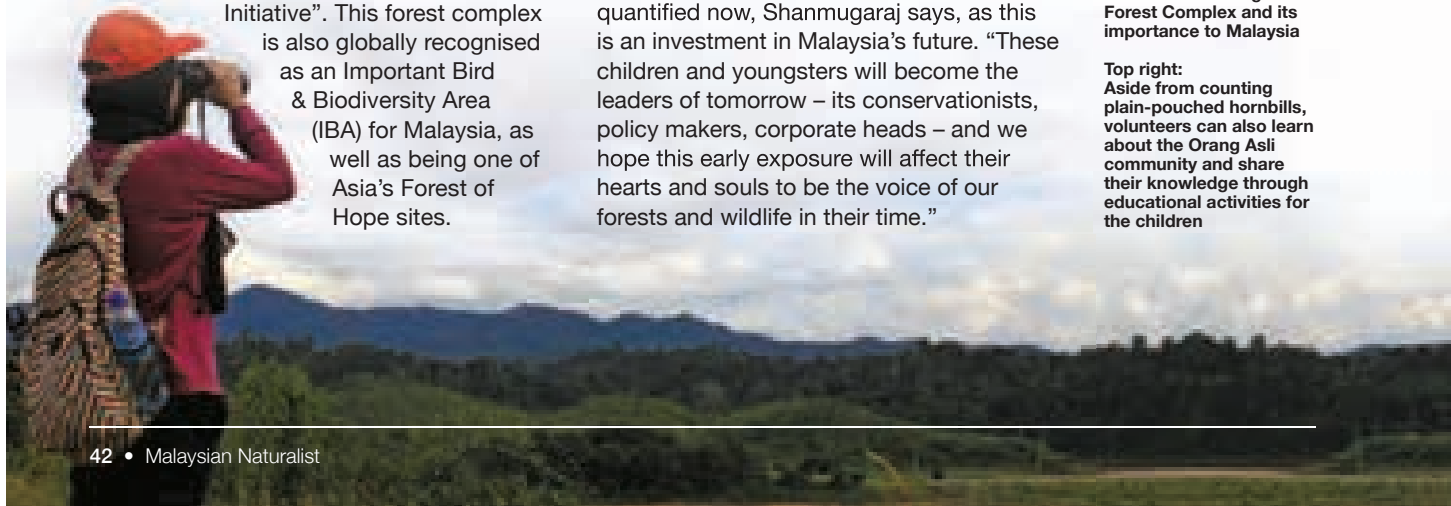 Initiative”. This forest complex
is also globally recognised
as an Important Bird
& Biodiversity Area
(IBA) for Malaysia, as
well as being one of
Asia’s Forest of
Hope sites.
quantified now, Shanmugaraj says, as this
is an investment in Malaysia’s future. “These
children and youngsters will become the
leaders of tomorrow – its conservationists,
policy makers, corporate heads – and we
hope this early exposure will affect their
hearts and souls to be the voice of our
forests and wildlife in their time.”
Forest Complex and its
importance to Malaysia
Top right:
Aside from counting
plain-pouched hornbills,
volunteers can also learn
about the Orang Asli
community and share
their knowledge through
educational activities for
the children
42 • Malaysian Naturalist